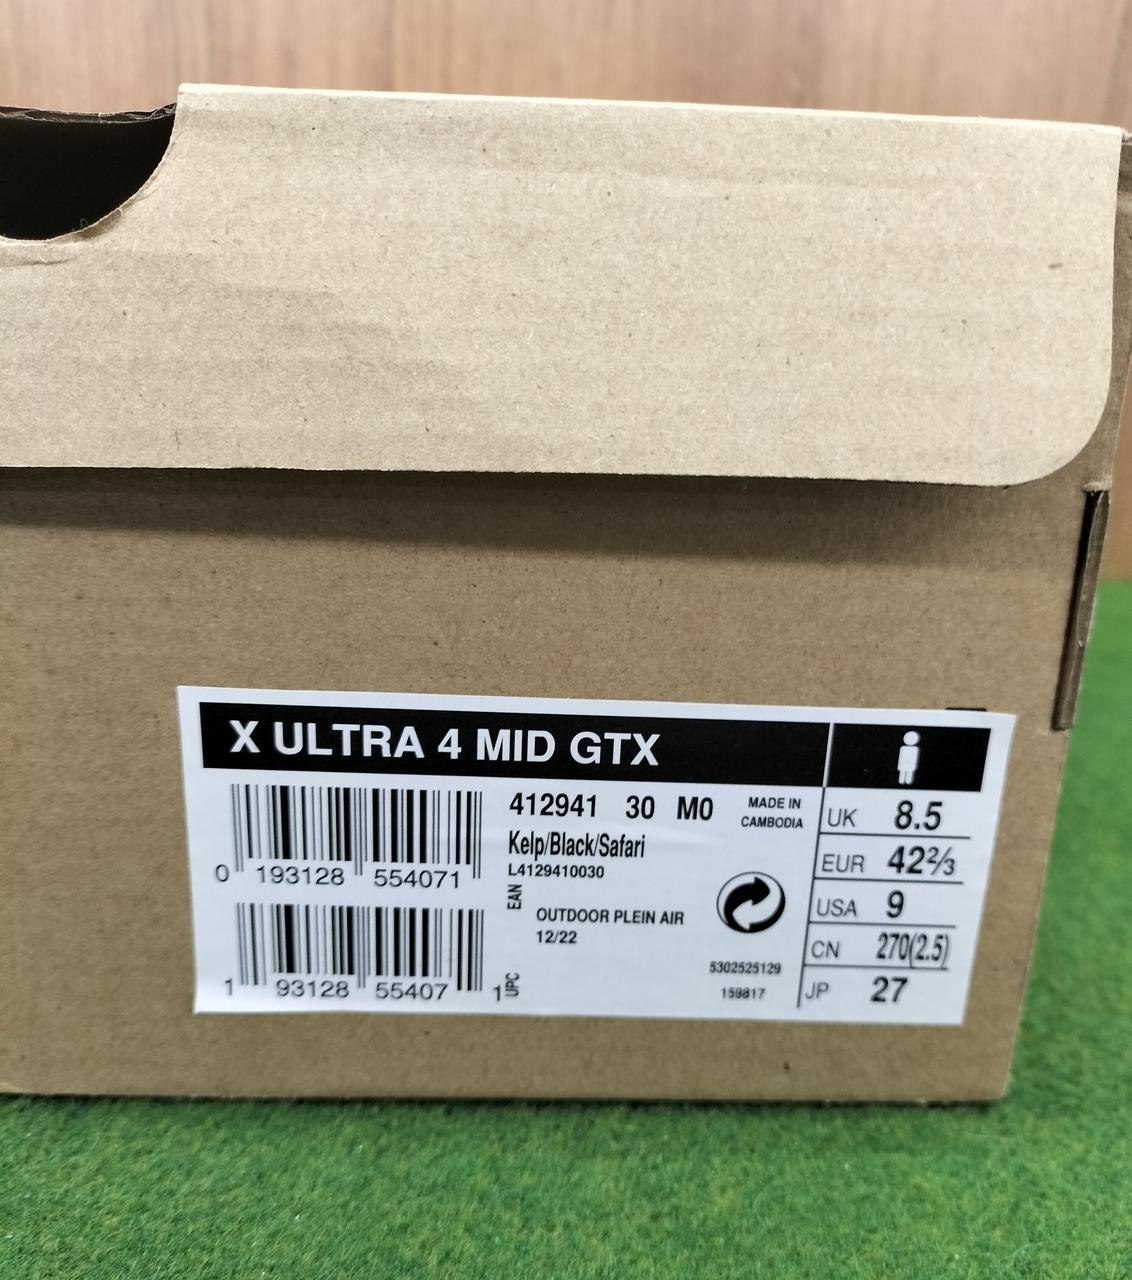 X ULTRA 4 MID GTX
412941 30 M0
MADE IN
CAMBODIA
Kelp/Black/Safari
L4129410030
0 193128 554071
EAN
OUTDOOR PLEIN AIR
12/22
1 93128 55407 1
UPC
5302525129
159817
UK 8.5
EUR 42⅔
USA 9
CN 270(2.5)
JP 27